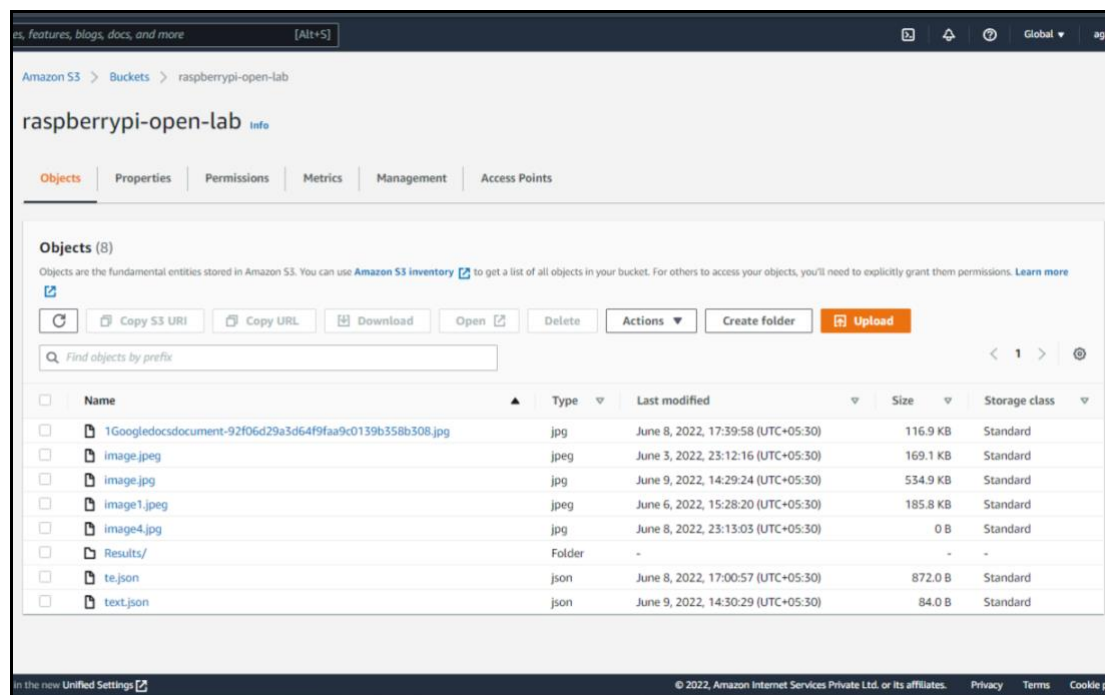 es, features, blogs, docs, and more [Alt+S] Global ag
Amazon S3 > Buckets > raspberrypi-open-lab
raspberrypi-open-lab Info
Objects Properties Permissions Metrics Management Access Points
Objects (8)
Objects are the fundamental entities stored in Amazon S3. You can use Amazon S3 inventory to get a list of all objects in your bucket. For others to access your objects, you'll need to explicitly grant them permissions. Learn more
Copy S3 URI Copy URL Download Open Delete Actions Create folder Upload
Find objects by prefix < 1 >
Name Type Last modified Size Storage class
1Googledocsdocument-92f06d29a3d64f9faa9c0139b358b308.jpg jpg June 8, 2022, 17:39:58 (UTC+05:30) 116.9 KB Standard
image.jpeg jpeg June 3, 2022, 23:12:16 (UTC+05:30) 169.1 KB Standard
image.jpg jpg June 9, 2022, 14:29:24 (UTC+05:30) 534.9 KB Standard
image1.jpeg jpeg June 6, 2022, 15:28:20 (UTC+05:30) 185.8 KB Standard
image4.jpg jpg June 8, 2022, 23:13:03 (UTC+05:30) 0 B Standard
Results/ Folder - - -
te.json json June 8, 2022, 17:00:57 (UTC+05:30) 872.0 B Standard
text.json json June 9, 2022, 14:30:29 (UTC+05:30) 84.0 B Standard
in the new Unified Settings © 2022, Amazon Internet Services Private Ltd. or its affiliates. Privacy Terms Cookie p